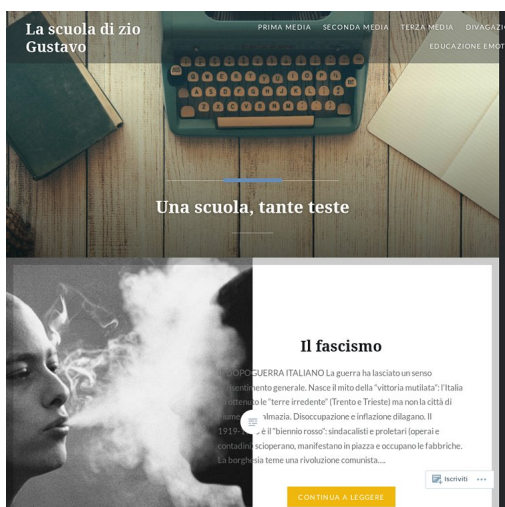 La scuola di zio
Gustavo
PRIMA MEDIA SECONDA MEDIA TERZA MEDIA
EDUCAZIONE
Una scuola, tante teste
Il fascismo
DOPOGUERRA ITALIANO La guerra ha lasciato un senso
risentimento generale. Nasce il mito della "vittoria mutilata": l'Italia
ottenuto le "terre irredente" (Trento e Trieste) ma non la città di
Disoccupazione e inflazione dilagano. Il
è il "biennio rosso": sindacalisti e proletari (operai e
contadini) scioperano, manifestano in piazza e occupano le fabbriche.
La borghesia teme una rivoluzione comunista....
CONTINUA A LEGGERE
Iscriviti